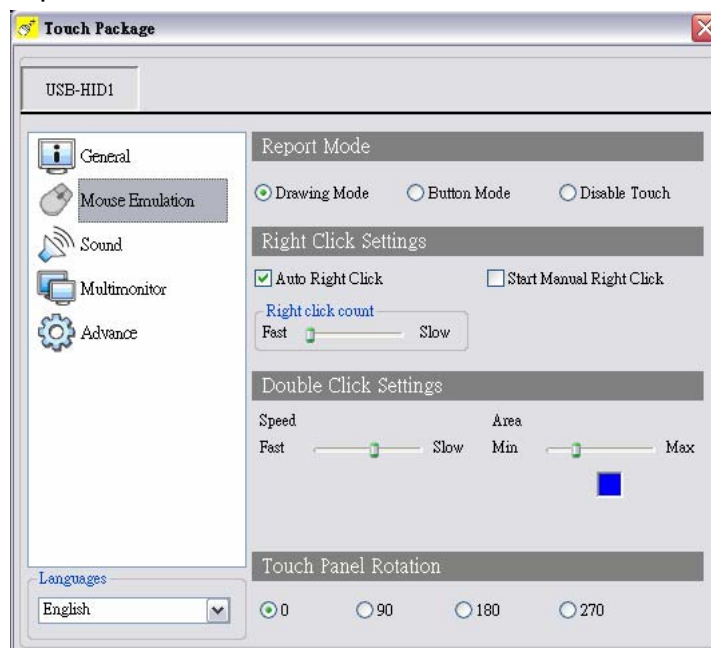 Touch Package
USB-HID1
General
Mouse Emulation
Sound
Multimonitor
Advance
Languages
English
Report Mode
Drawing Mode Button Mode Disable Touch
Right Click Settings
Auto Right Click Start Manual Right Click
Right click count
Fast Slow
Double Click Settings
Speed Area
Fast Slow Min Max
Touch Panel Rotation
0 90 180 270